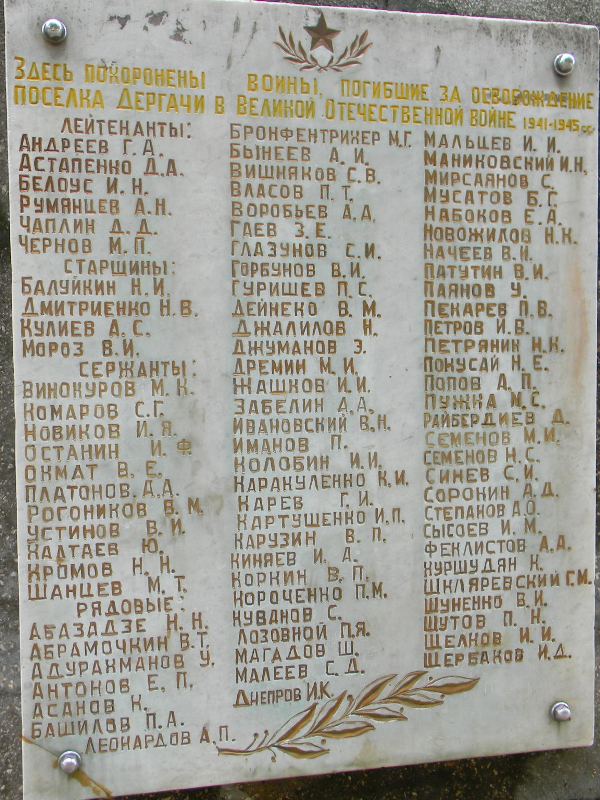 Здесь похоронены воины, погибшие за освобождение
поселка Дергачи в Великой Отечественной войне 1941-1945 гг.
Лейтенанты:
Андреев Г. А.
Астапенко Д.А.
Белоус И. Н.
Румянцев А.Н.
Чаплин Д. Д.
Чернов М. П.
Старшины:
Балуйкин Н. И.
Дмитриенко Н. В.
Кулиев А. С.
Мороз В. И.
Сержанты:
Винокуров М. К.
Комаров С. Г.
Новиков И. Я.
Останин И. Ф.
Охмат В. Е.
Платонов. А. А.
Рогоников В. М.
Устинов В. И.
Халтаев Ю.
Хромов Н. Н.
Шанцев М. Т.
Рядовые:
Абазадзе Н. Н.
Абрамочкин В. Т.
Адурахманов У.
Антонов Е. П.
Асанов К.
Башилов П. А.
Леонардов А. П.
Бронфентрихер М. Г.
Бынеев А. И.
Вишняков С. В.
Власов П. Т.
Воробьев А. А.
Гаев З. Е.
Глазунов С. И.
Горбунов В. И.
Гурищев П. С.
Дейнеко В. М.
Джалилов Н.
Джуманов Э.
Дремин М. И.
Жашков И. И.
Забелин А. А.
Ивановский В. Н.
Иманов П.
Колобин И. И.
Каракуленко К. И.
Карев Г. И.
Картушенко И. П.
Карузин В. П.
Киняев И. А.
Коркин В. П.
Короченко П. М.
Куванов С.
Лозовной П. Я.
Магадов Ш.
Малеев С. Д.
Днепров И. К.
Мальцев И. И.
Маниковский И. Н.
Мирсаянов С.
Мусатов Б. Г.
Набоков Е. А.
Новожилов Н. К.
Начеев В. И.
Патутин В. И.
Паянов У.
Пекарев П. В.
Петров И. В.
Петряник Н. К.
Покусай Н. Е.
Попов А. П.
Пужка М. С.
Райбердиев Д.
Семенов М. И.
Семенов Н. С.
Синев С. И.
Сорокин А. Д.
Степанов А. О.
Сысоев И. М.
Феклистов А. А.
Хуршудян К.
Шкляревский Г. М.
Шуненко В. И.
Шутов П. Н.
Щелков И. И.
Щербаков И. Д.